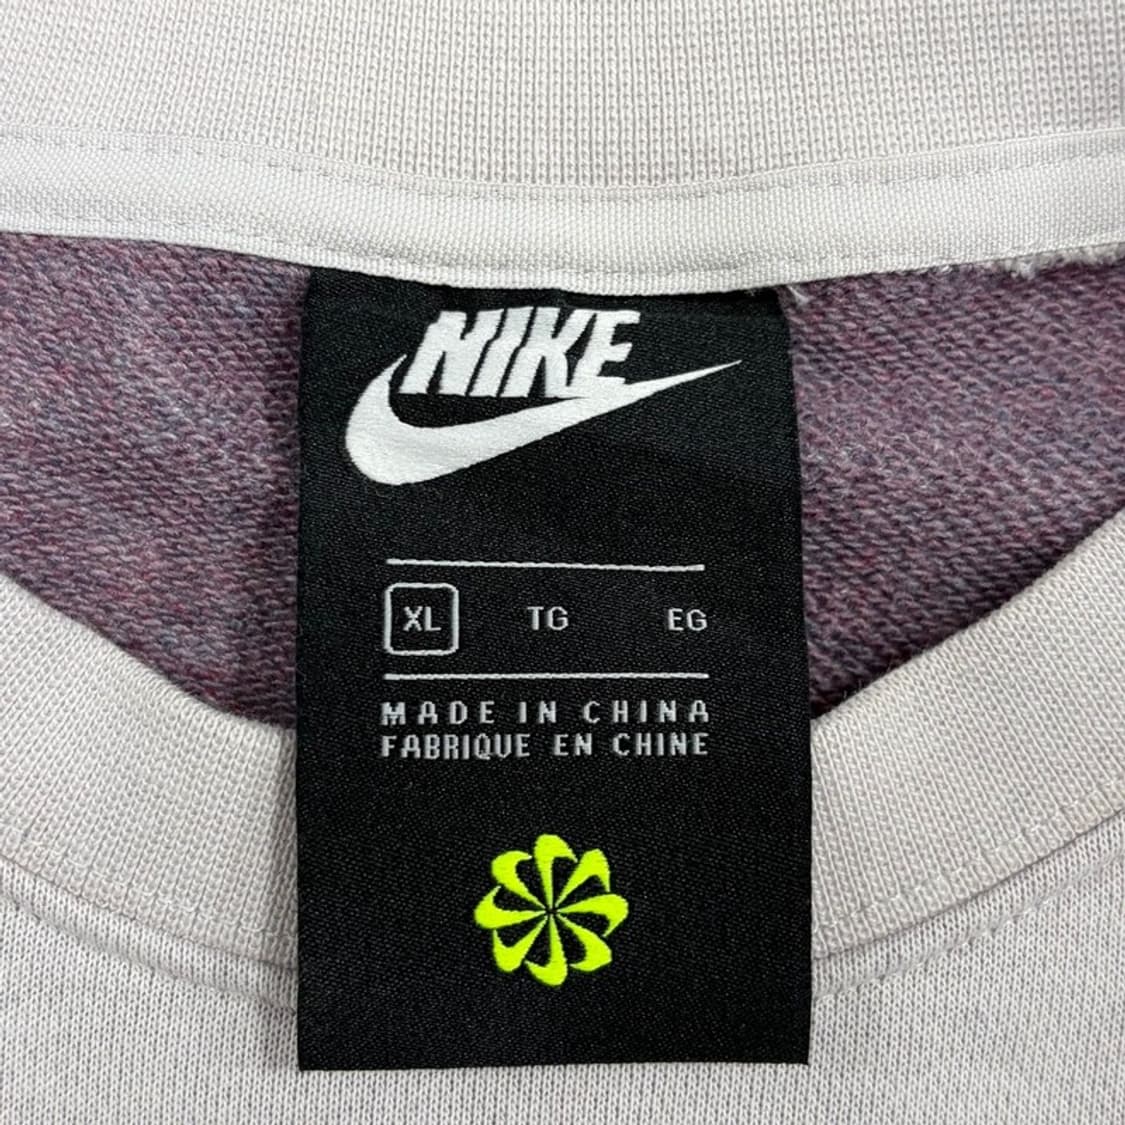 NIKE
XL TG EG
MADE IN CHINA
FABRIQUE EN CHINE